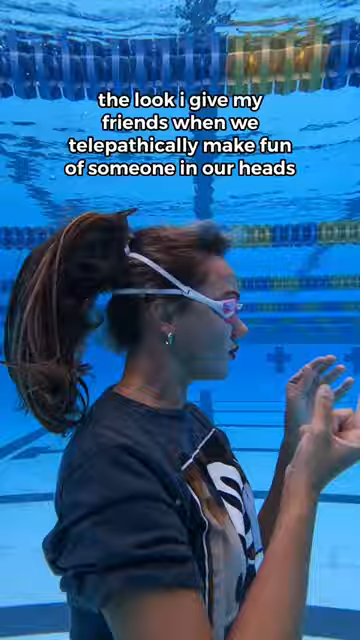 the look i give my
friends when we
telepathically make fun
of someone in our heads